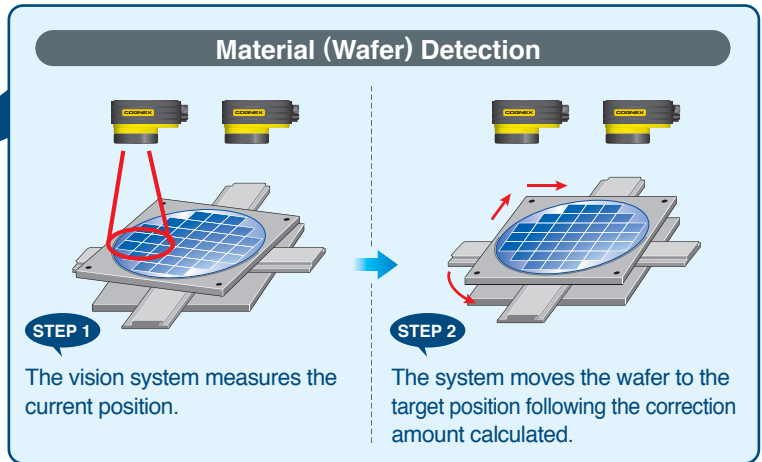 Material (Wafer) Detection
COGNEX
COGNEX
COGNEX
COGNEX
STEP 1
The vision system measures the
current position.
STEP 2
The system moves the wafer to the
target position following the correction
amount calculated.